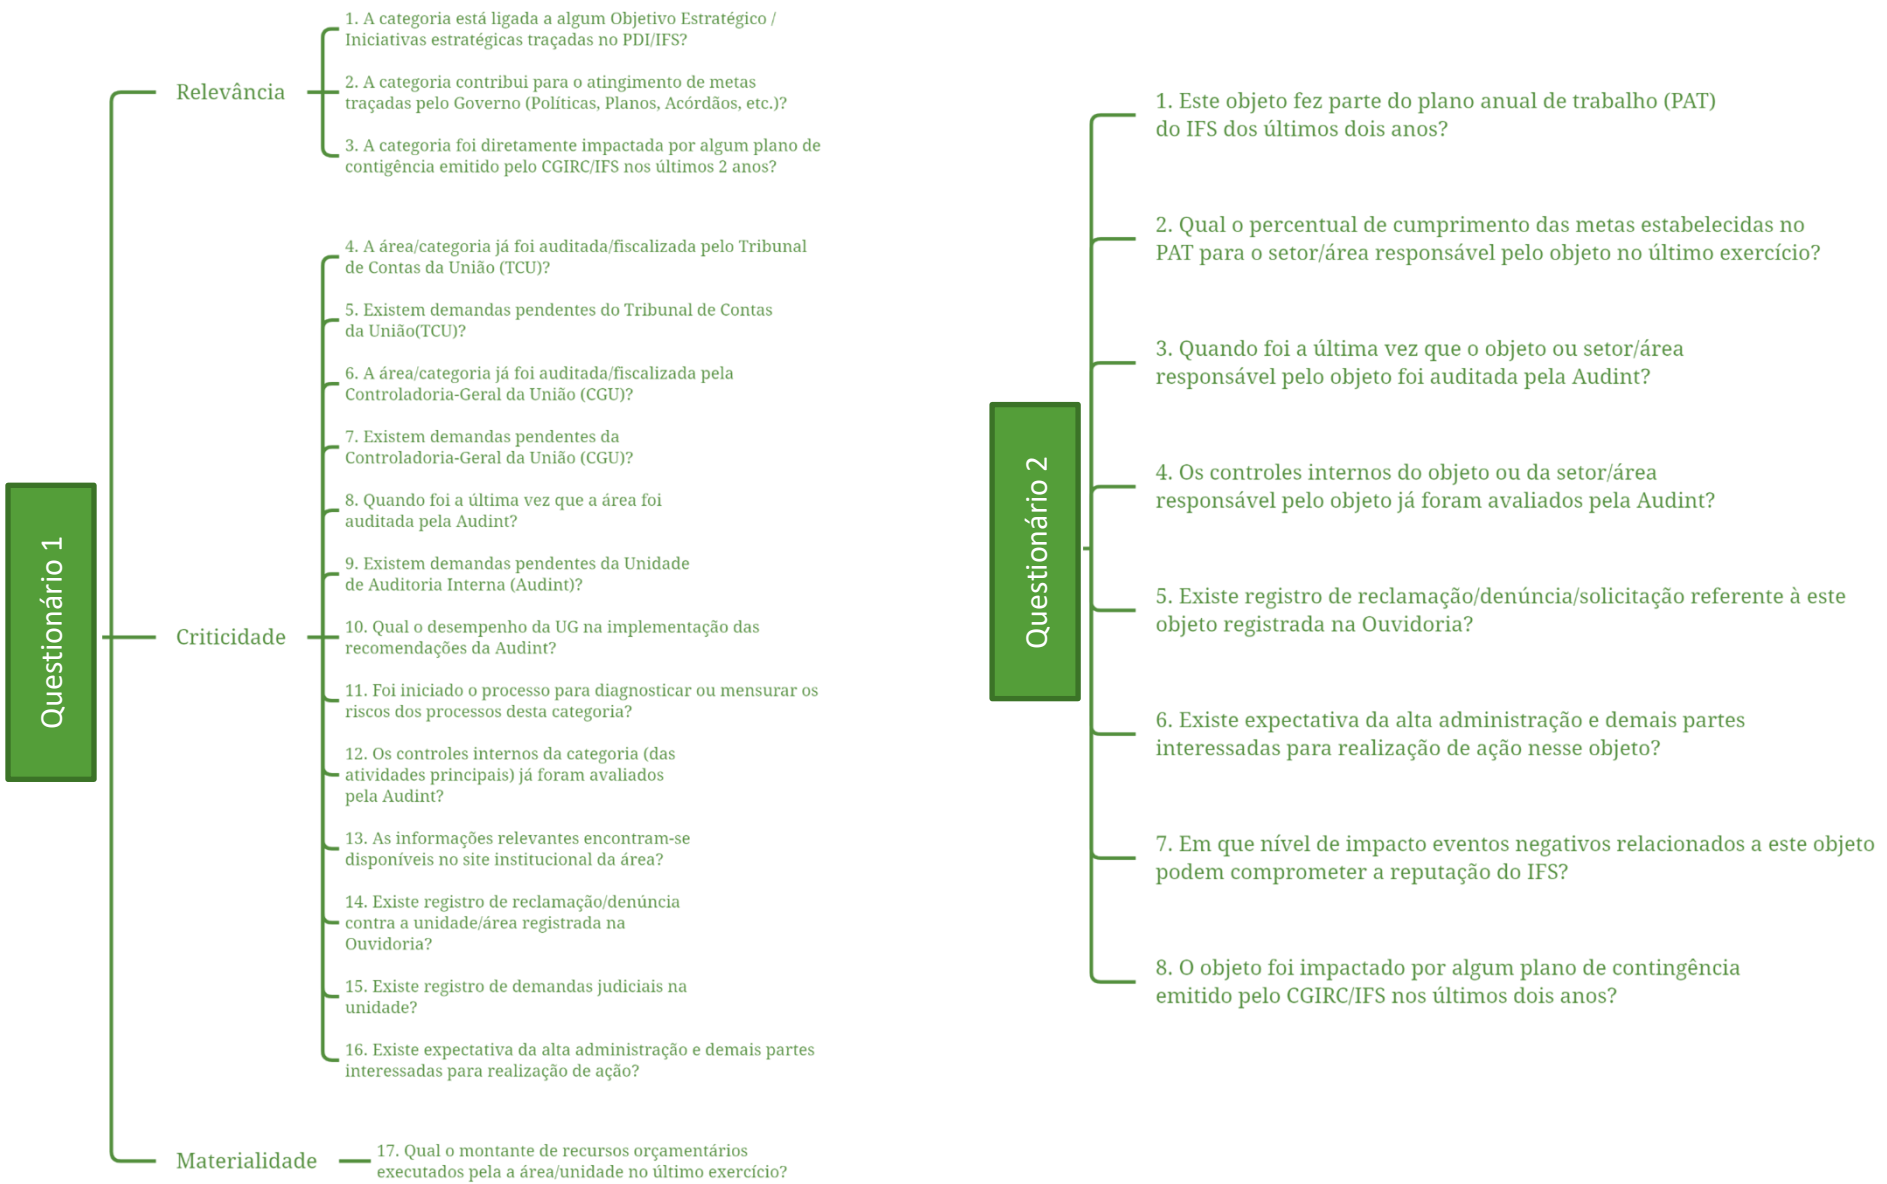 Questionário 1
Relevância
1. A categoria está ligada a algum Objetivo Estratégico /
Iniciativas estratégicas traçadas no PDI/IFS?
2. A categoria contribui para o atingimento de metas
traçadas pelo Governo (Políticas, Planos, Acórdãos, etc.)?
3. A categoria foi diretamente impactada por algum plano de
contigência emitido pelo CGIRC/IFS nos últimos 2 anos?
Criticidade
4. A área/categoria já foi auditada/fiscalizada pelo Tribunal
de Contas da União (TCU)?
5. Existem demandas pendentes do Tribunal de Contas
da União(TCU)?
6. A área/categoria já foi auditada/fiscalizada pela
Controladoria-Geral da União (CGU)?
7. Existem demandas pendentes da
Controladoria-Geral da União (CGU)?
8. Quando foi a última vez que a área foi
auditada pela Audint?
9. Existem demandas pendentes da Unidade
de Auditoria Interna (Audint)?
10. Qual o desempenho da UG na implementação das
recomendações da Audint?
11. Foi iniciado o processo para diagnosticar ou mensurar os
riscos dos processos desta categoria?
12. Os controles internos da categoria (das
atividades principais) já foram avaliados
pela Audint?
13. As informações relevantes encontram-se
disponíveis no site institucional da área?
14. Existe registro de reclamação/denúncia
contra a unidade/área registrada na
Ouvidoria?
15. Existe registro de demandas judiciais na
unidade?
16. Existe expectativa da alta administração e demais partes
interessadas para realização de ação?
Materialidade
17. Qual o montante de recursos orçamentários
executados pela a área/unidade no último exercício?
Questionário 2
1. Este objeto fez parte do plano anual de trabalho (PAT)
do IFS dos últimos dois anos?
2. Qual o percentual de cumprimento das metas estabelecidas no
PAT para o setor/área responsável pelo objeto no último exercício?
3. Quando foi a última vez que o objeto ou setor/área
responsável pelo objeto foi auditada pela Audint?
4. Os controles internos do objeto ou da setor/área
responsável pelo objeto já foram avaliados pela Audint?
5. Existe registro de reclamação/denúncia/solicitação referente à este
objeto registrada na Ouvidoria?
6. Existe expectativa da alta administração e demais partes
interessadas para realização de ação nesse objeto?
7. Em que nível de impacto eventos negativos relacionados a este objeto
podem comprometer a reputação do IFS?
8. O objeto foi impactado por algum plano de contingência
emitido pelo CGIRC/IFS nos últimos dois anos?